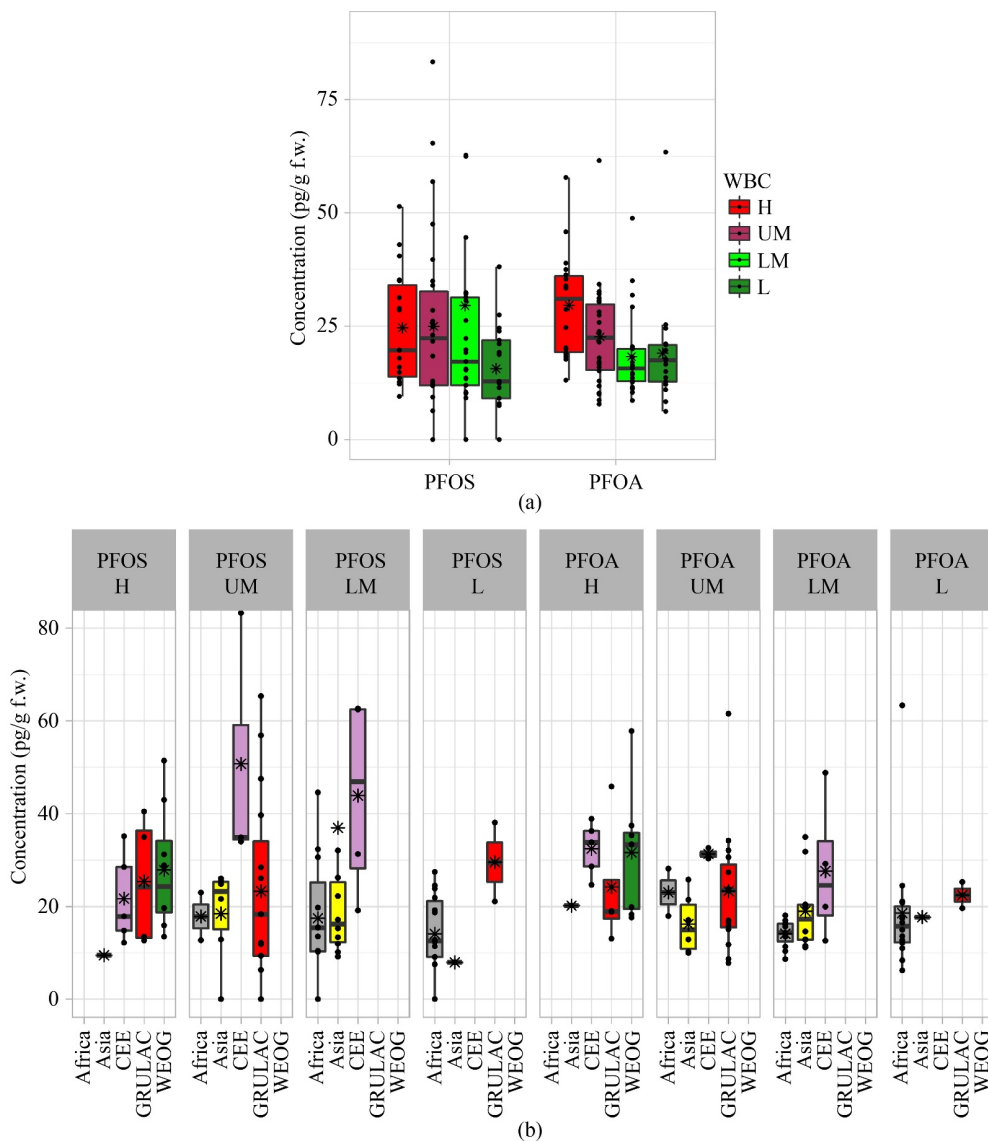 Concentration (pg/g f.w.)
75
50
25
0
PFOS PFOA
WBC
H
UM
LM
L
(a)
PFOS H
PFOS UM
PFOS LM
PFOS L
PFOA H
PFOA UM
PFOA LM
PFOA L
Concentration (pg/g f.w.)
80
60
40
20
0
Africa Asia CEE GRULAC WEOG
Africa Asia CEE GRULAC WEOG
Africa Asia CEE GRULAC WEOG
Africa Asia CEE GRULAC WEOG
Africa Asia CEE GRULAC WEOG
Africa Asia CEE GRULAC WEOG
Africa Asia CEE GRULAC WEOG
Africa Asia CEE GRULAC WEOG
(b)